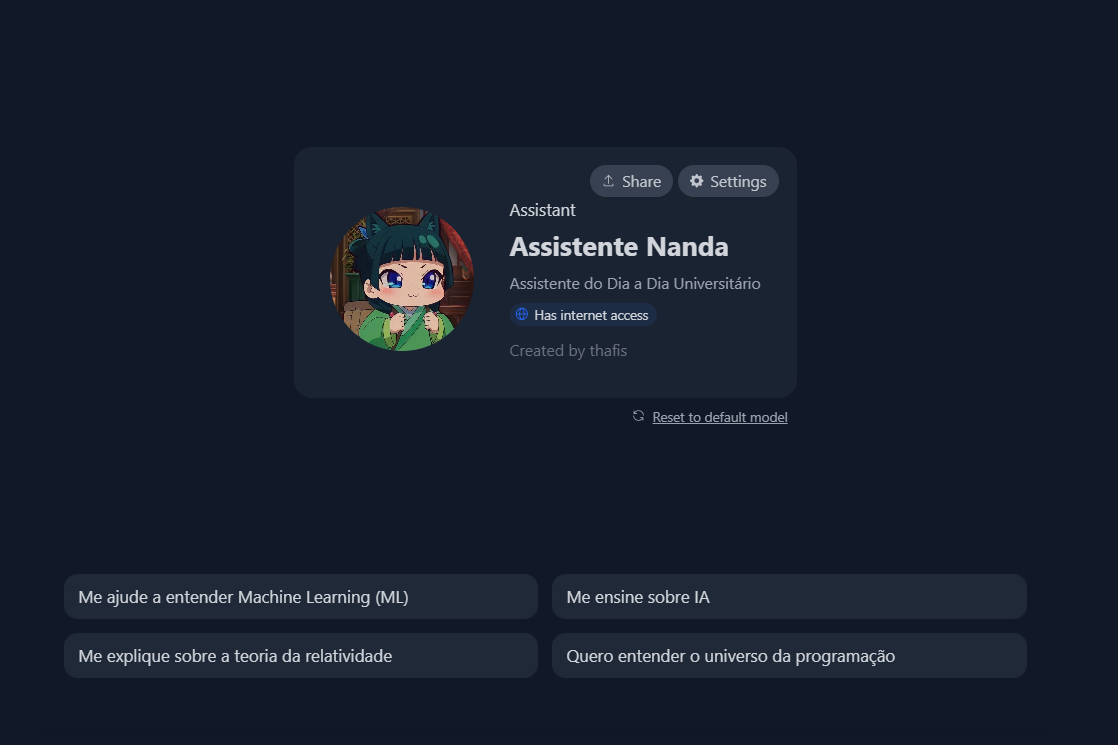 Share
Settings
Assistant
Assistente Nanda
Assistente do Dia a Dia Universitário
Has internet access
Created by thafis
Reset to default model
Me ajude a entender Machine Learning (ML)
Me ensine sobre IA
Me explique sobre a teoria da relatividade
Quero entender o universo da programação